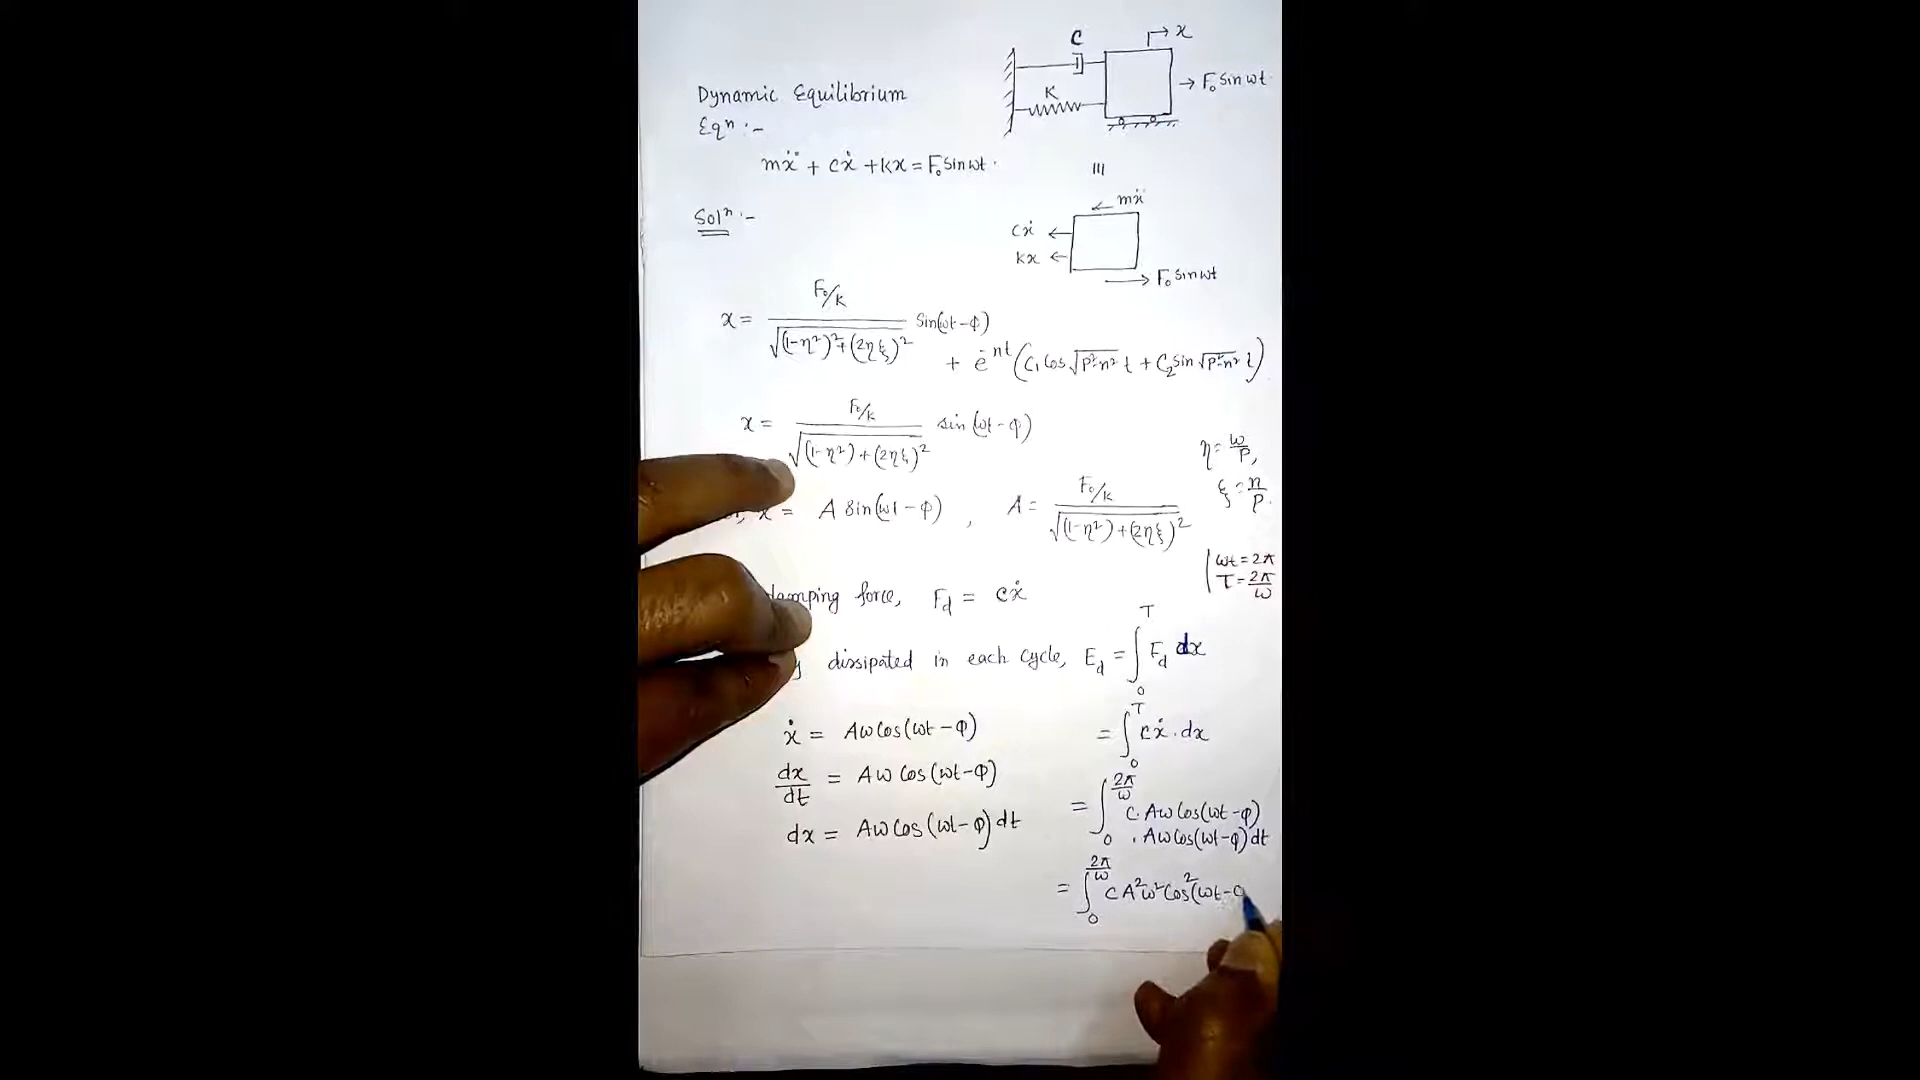 C
x
Dynamic Equilibrium
K
→ F₀ sin ωt
Eqⁿ :-
mẍ + cẋ + kx = F₀ sin ωt.
III
Solⁿ :-
mẍ
cẋ
kx
F₀ sin ωt
x = F₀/k / √(1-η²)²+(2ηξ)² Sin(ωt-φ)
+ e⁻ⁿᵗ (C₁ Cos √p²-n² t + C₂ sin √p²-n² t)
x = F₀/k / √(1-η²)+(2ηξ)² sin (ωt-φ)
η = ω/p,
ξ = n/p.
x = A Sin(ωt-φ) , A = F₀/k / √(1-η²)+(2ηξ)²
ωt = 2π
T = 2π/ω
damping force, F_d = cẋ
dissipated in each cycle, E_d = ∫₀ᵀ F_d dx
ẋ = Aω Cos(ωt-φ)
= ∫₀ᵀ cẋ . dx
dx/dt = Aω Cos(ωt-φ)
= ∫₀^(2π/ω) C. Aω Cos(ωt-φ)
dx = Aω Cos(ωt-φ) dt
. Aω Cos(ωt-φ) dt
= ∫₀^(2π/ω) C A² ω² Cos² (ωt-